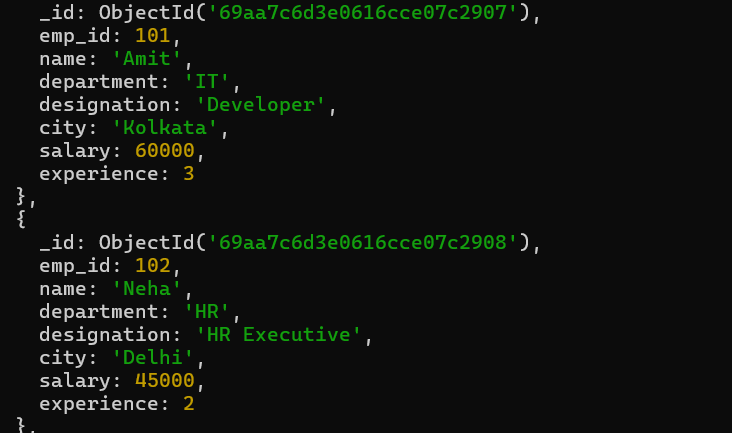 _id: ObjectId('69aa7c6d3e0616cce07c2907'),
emp_id: 101,
name: 'Amit',
department: 'IT',
designation: 'Developer',
city: 'Kolkata',
salary: 60000,
experience: 3
},
{
_id: ObjectId('69aa7c6d3e0616cce07c2908'),
emp_id: 102,
name: 'Neha',
department: 'HR',
designation: 'HR Executive',
city: 'Delhi',
salary: 45000,
experience: 2
},